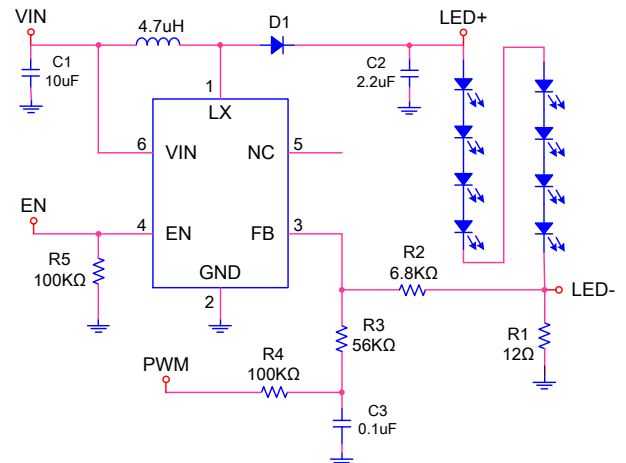 VIN
4.7uH
D1
LED+
C1
10uF
C2
2.2uF
1
LX
6
VIN
NC
5
EN
4
EN
FB
3
R5
100KΩ
GND
2
R2
6.8KΩ
LED-
R3
56KΩ
R1
12Ω
PWM
R4
100KΩ
C3
0.1uF